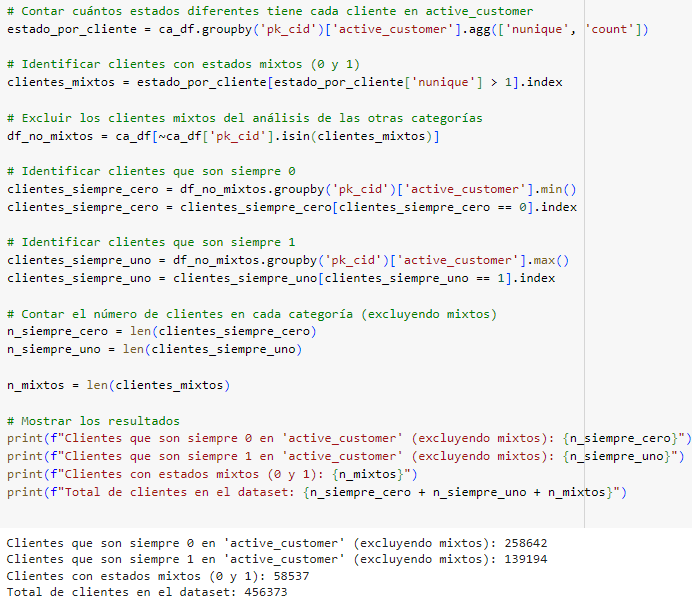 # Contar cuántos estados diferentes tiene cada cliente en active_customer
estado_por_cliente = ca_df.groupby('pk_cid')['active_customer'].agg(['nunique', 'count'])
# Identificar clientes con estados mixtos (0 y 1)
clientes_mixtos = estado_por_cliente[estado_por_cliente['nunique'] > 1].index
# Excluir los clientes mixtos del análisis de las otras categorías
df_no_mixtos = ca_df[~ca_df['pk_cid'].isin(clientes_mixtos)]
# Identificar clientes que son siempre 0
clientes_siempre_cero = df_no_mixtos.groupby('pk_cid')['active_customer'].min()
clientes_siempre_cero = clientes_siempre_cero[clientes_siempre_cero == 0].index
# Identificar clientes que son siempre 1
clientes_siempre_uno = df_no_mixtos.groupby('pk_cid')['active_customer'].max()
clientes_siempre_uno = clientes_siempre_uno[clientes_siempre_uno == 1].index
# Contar el número de clientes en cada categoría (excluyendo mixtos)
n_siempre_cero = len(clientes_siempre_cero)
n_siempre_uno = len(clientes_siempre_uno)
n_mixtos = len(clientes_mixtos)
# Mostrar los resultados
print(f"Clientes que son siempre 0 en 'active_customer' (excluyendo mixtos): {n_siempre_cero}")
print(f"Clientes que son siempre 1 en 'active_customer' (excluyendo mixtos): {n_siempre_uno}")
print(f"Clientes con estados mixtos (0 y 1): {n_mixtos}")
print(f"Total de clientes en el dataset: {n_siempre_cero + n_siempre_uno + n_mixtos}")
Clientes que son siempre 0 en 'active_customer' (excluyendo mixtos): 258642
Clientes que son siempre 1 en 'active_customer' (excluyendo mixtos): 139194
Clientes con estados mixtos (0 y 1): 58537
Total de clientes en el dataset: 456373